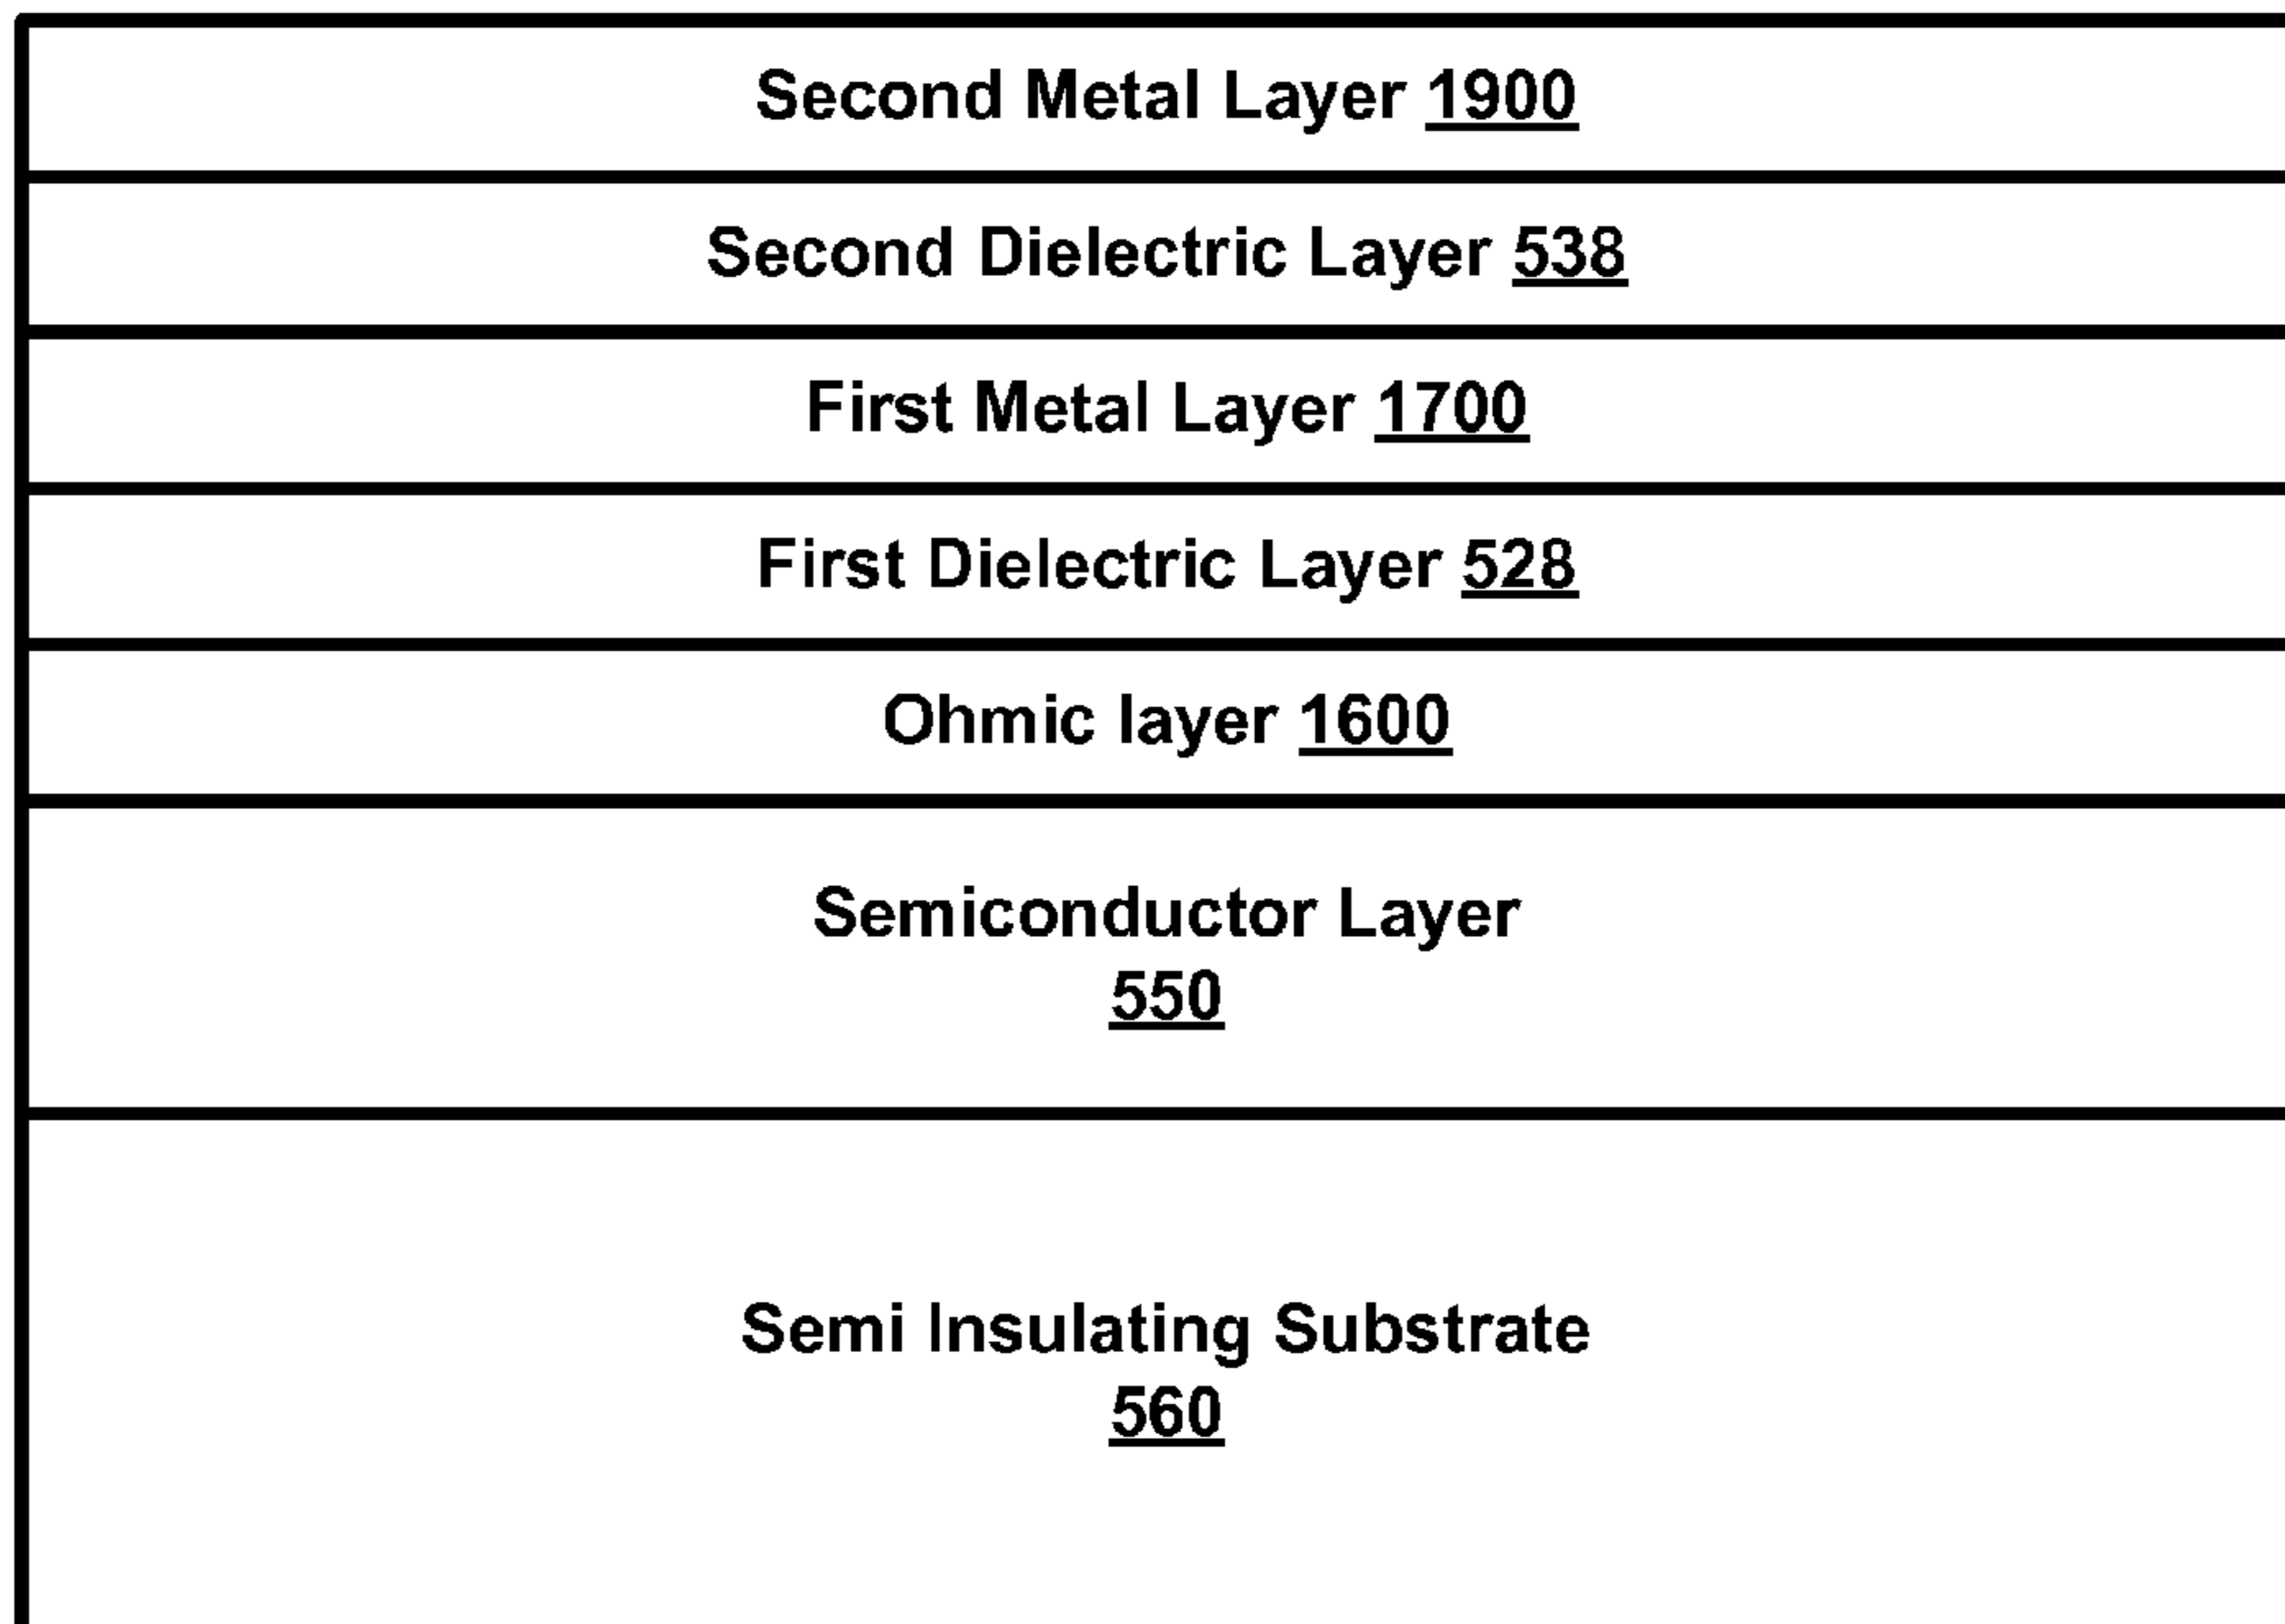 Second Metal Layer 1900
Second Dielectric Layer 538
First Metal Layer 1700
First Dielectric Layer 528
Ohmic layer 1600
Semiconductor Layer
550
Semi Insulating Substrate
560